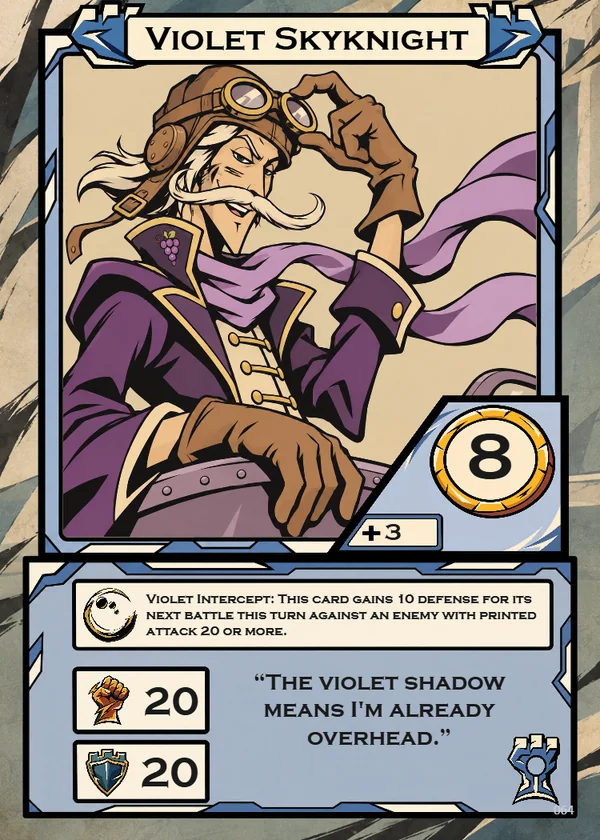 Violet Skyknight
8
+3
Violet Intercept: This card gains 10 defense for its
next battle this turn against an enemy with printed
attack 20 or more.
20
“The violet shadow
means I'm already
overhead.”
20
064